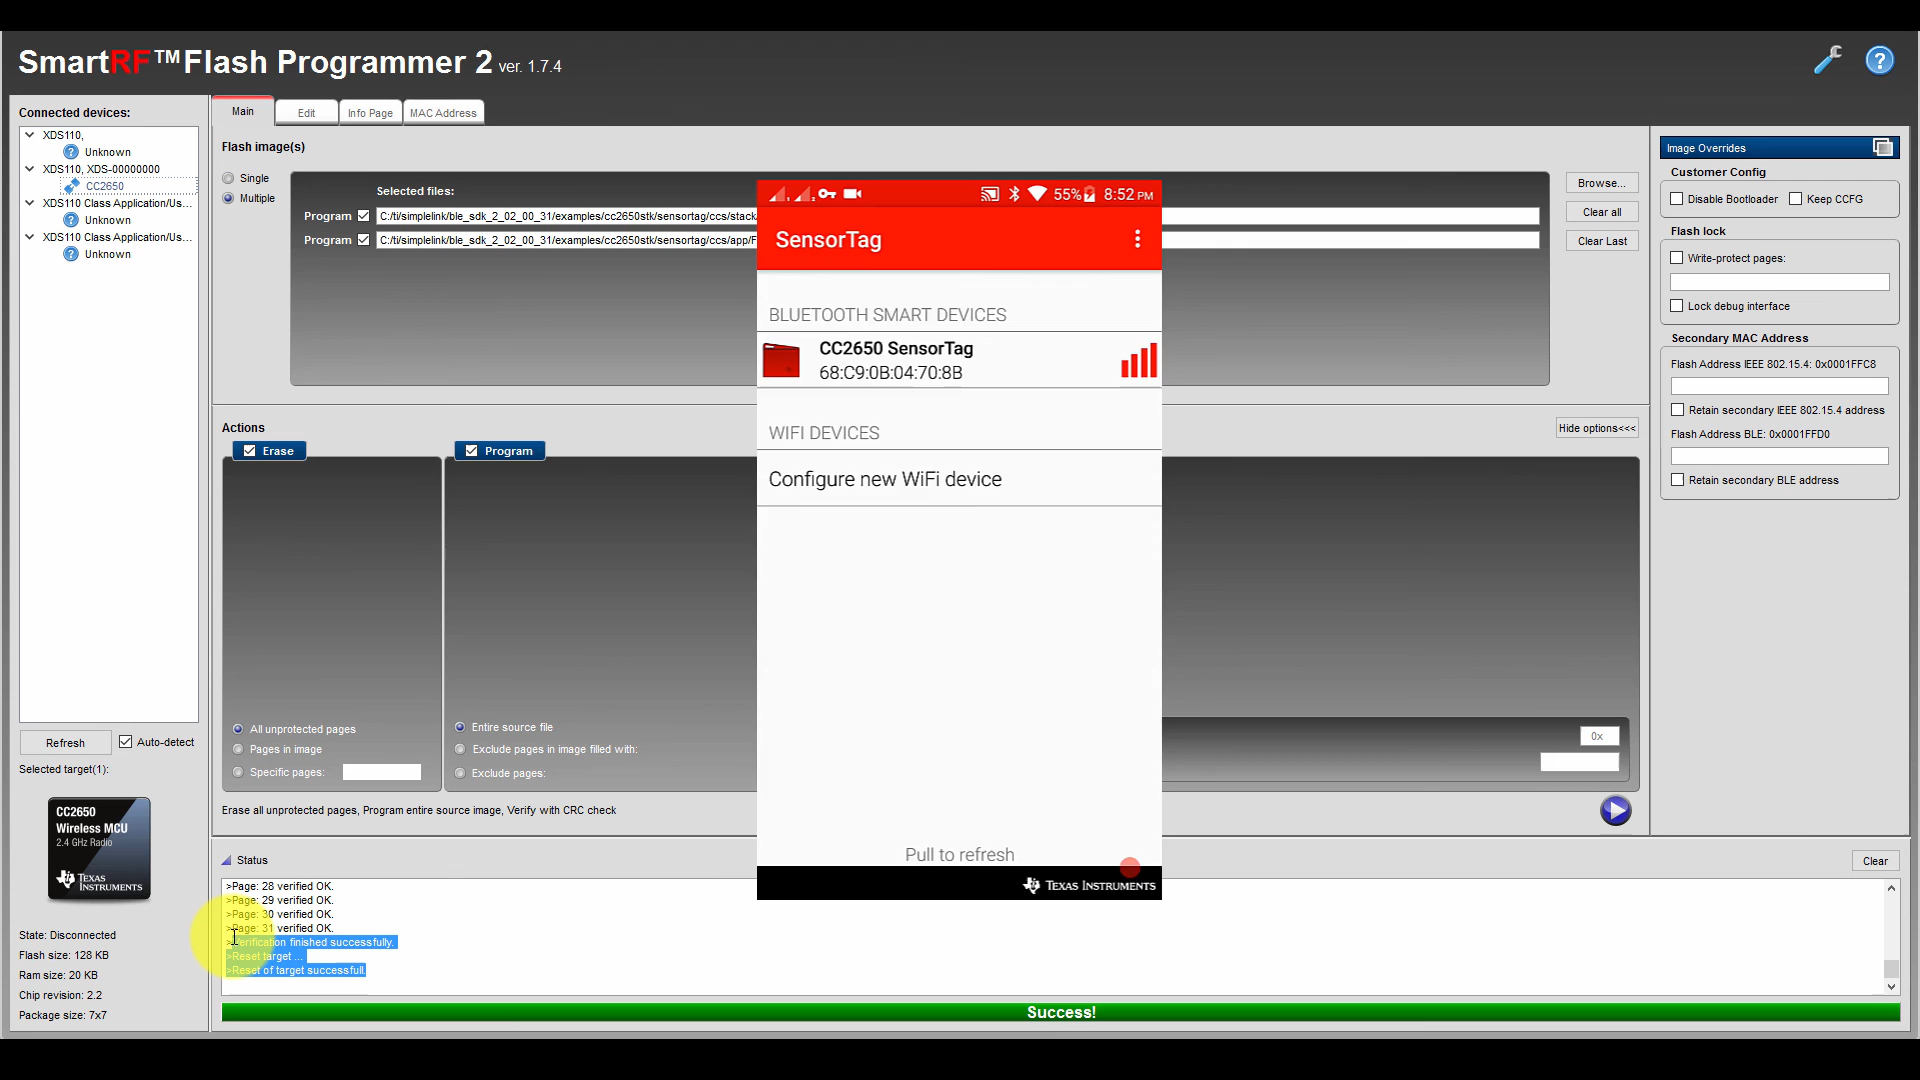 SmartRF™Flash Programmer 2 ver. 1.7.4
Connected devices:
XDS110,
Unknown
XDS110, XDS-00000000
CC2650
XDS110 Class Application/Us...
Unknown
XDS110 Class Application/Us...
Unknown
Refresh
Auto-detect
Selected target(1):
CC2650
Wireless MCU
2.4 GHz Radio
TEXAS
INSTRUMENTS
State: Disconnected
Flash size: 128 KB
Ram size: 20 KB
Chip revision: 2.2
Package size: 7x7
Main
Edit
Info Page
MAC Address
Flash image(s)
Single
Multiple
Selected files:
Program C:/ti/simplelink/ble_sdk_2_02_00_31/examples/cc2650stk/sensortag/ccs/stack/
Program C:/ti/simplelink/ble_sdk_2_02_00_31/examples/cc2650stk/sensortag/ccs/app/F
Browse...
Clear all
Clear Last
Actions
Hide options<<<
Erase
Program
All unprotected pages
Pages in image
Specific pages:
Entire source file
Exclude pages in image filled with:
Exclude pages:
0x
Erase all unprotected pages, Program entire source image, Verify with CRC check
55% 8:52 PM
SensorTag
BLUETOOTH SMART DEVICES
CC2650 SensorTag
68:C9:0B:04:70:8B
WIFI DEVICES
Configure new WiFi device
Pull to refresh
TEXAS INSTRUMENTS
Status
Clear
>Page: 28 verified OK.
>Page: 29 verified OK.
>Page: 30 verified OK.
>Page: 31 verified OK.
>Verification finished successfully.
>Reset target ...
>Reset of target successfull.
Success!
Image Overrides
Customer Config
Disable Bootloader
Keep CCFG
Flash lock
Write-protect pages:
Lock debug interface
Secondary MAC Address
Flash Address IEEE 802.15.4: 0x0001FFC8
Retain secondary IEEE 802.15.4 address
Flash Address BLE: 0x0001FFD0
Retain secondary BLE address